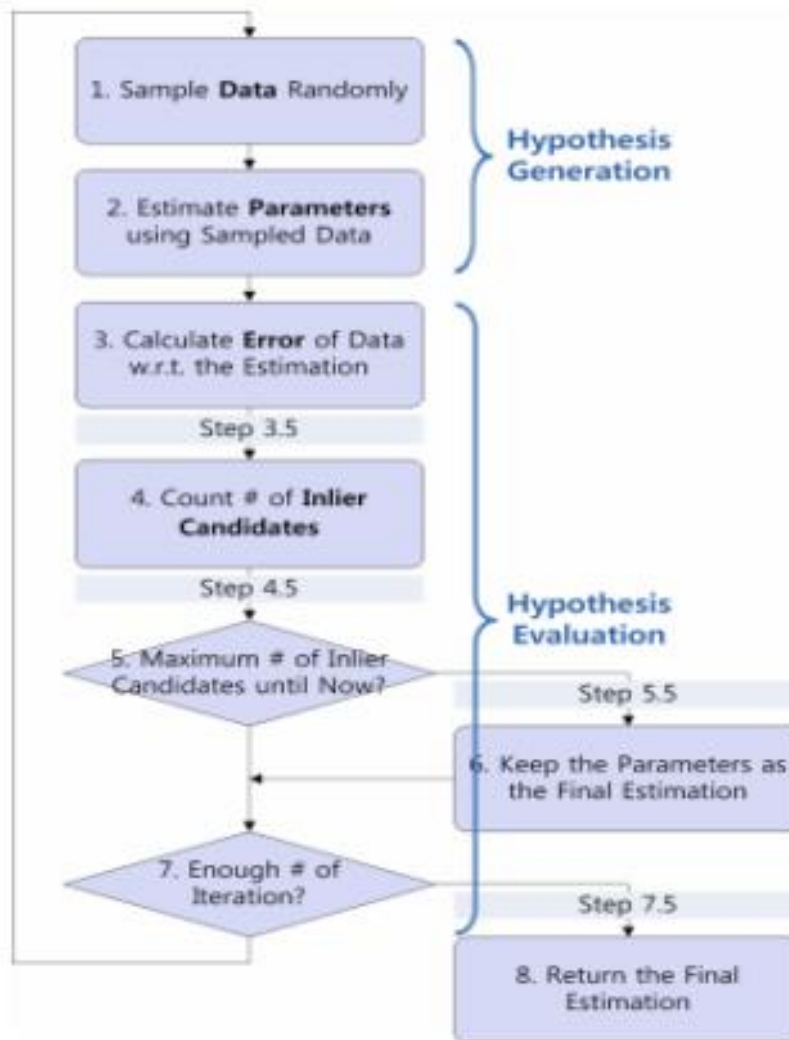 1. Sample Data Randomly
Hypothesis
Generation
2. Estimate Parameters
using Sampled Data
3. Calculate Error of Data
w.r.t. the Estimation
Step 3.5
4. Count # of Inlier
Candidates
Step 4.5
Hypothesis
Evaluation
5. Maximum # of Inlier
Candidates until Now?
Step 5.5
6. Keep the Parameters as
the Final Estimation
7. Enough # of
Iteration?
Step 7.5
8. Return the Final
Estimation